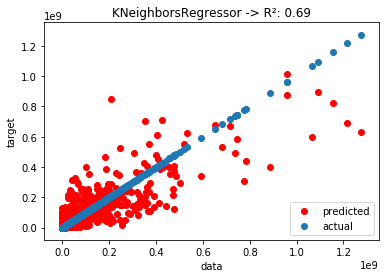 KNeighborsRegressor -> R²: 0.69
1e9
1.2
1.0
0.8
0.6
0.4
0.2
0.0
target
0.0 0.2 0.4 0.6 0.8 1.0 1.2
1e9
data
predicted
actual